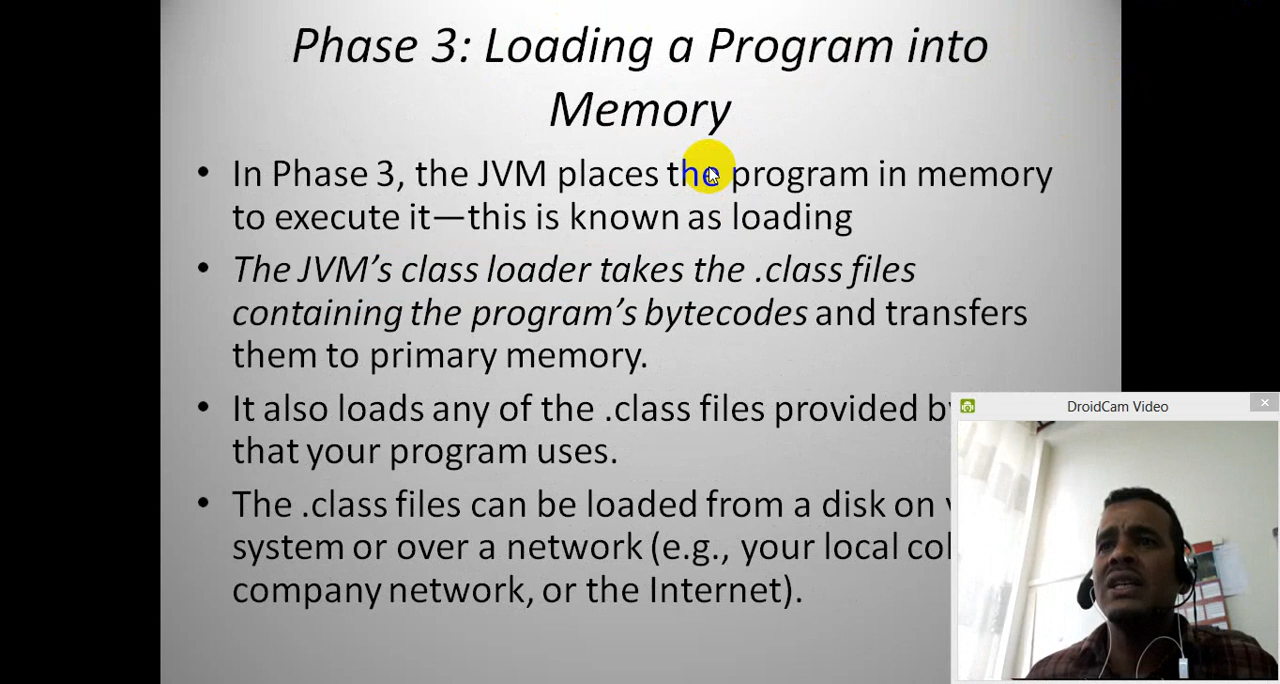 Phase 3: Loading a Program into
Memory
• In Phase 3, the JVM places the program in memory
to execute it—this is known as loading
• The JVM’s class loader takes the .class files
containing the program’s bytecodes and transfers
them to primary memory.
• It also loads any of the .class files provided
that your program uses.
• The .class files can be loaded from a disk on
system or over a network (e.g., your local
company network, or the Internet).
DroidCam Video